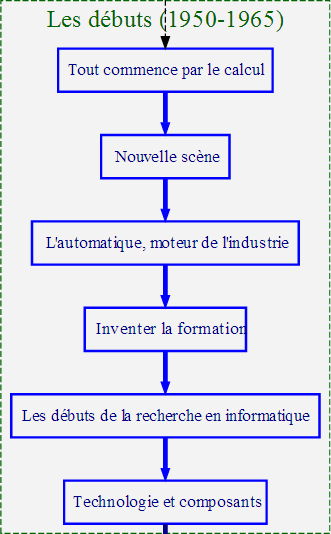 Les débuts (1950-1965)
Tout commence par le calcul
Nouvelle scène
L'automatique, moteur de l'industrie
Inventer la formation
Les débuts de la recherche en informatique
Technologie et composants